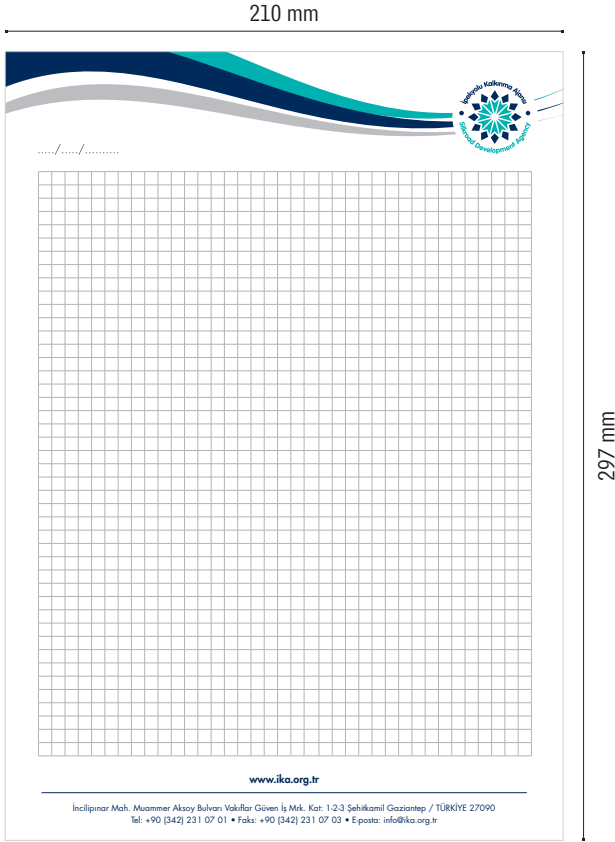 210 mm
İpekyolu Kalkınma Ajansı
Silkroad Development Agency
...../...../..........
297 mm
www.ika.org.tr
İncilipınar Mah. Muammer Aksoy Bulvarı Vakıflar Güven İş Mrk. Kat: 1-2-3 Şehitkamil Gaziantep / TÜRKİYE 27090
Tel: +90 (342) 231 07 01 • Faks: +90 (342) 231 07 03 • E-posta: info@ika.org.tr